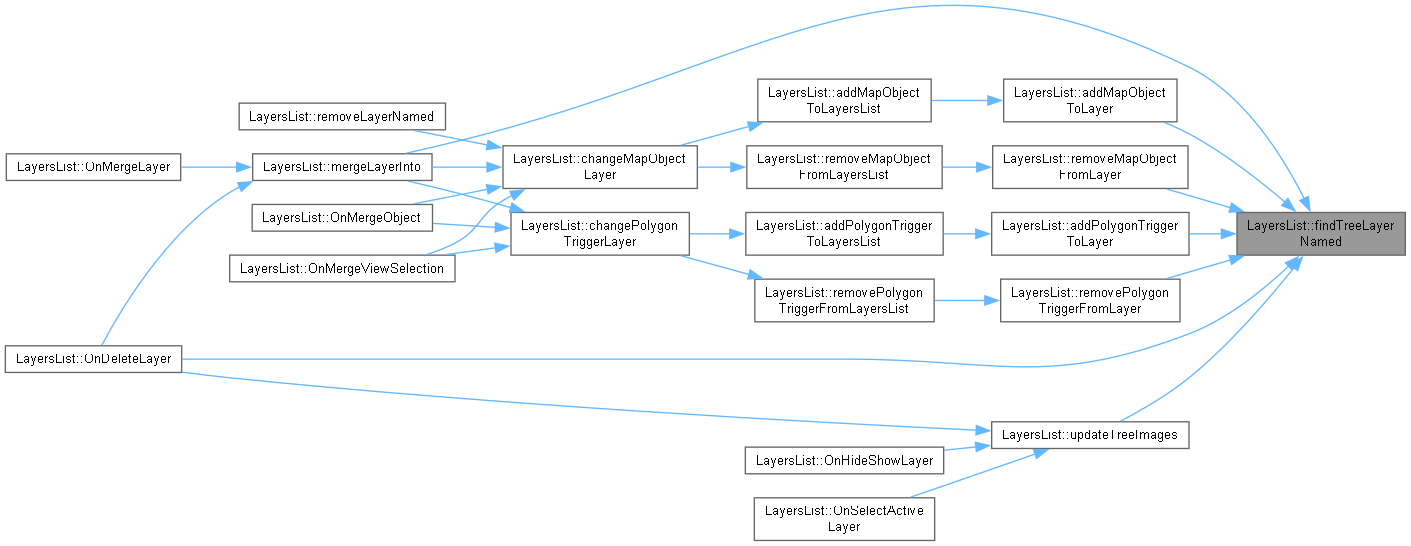 LayersList::addMapObject
ToLayersList
LayersList::addMapObject
ToLayer
LayersList::removeLayerNamed
LayersList::OnMergeLayer
LayersList::mergeLayerInto
LayersList::changeMapObject
Layer
LayersList::removeMapObject
FromLayersList
LayersList::removeMapObject
FromLayer
LayersList::OnMergeObject
LayersList::changePolygon
TriggerLayer
LayersList::addPolygonTrigger
ToLayersList
LayersList::addPolygonTrigger
ToLayer
LayersList::findTreeLayer
Named
LayersList::OnMergeViewSelection
LayersList::removePolygon
TriggerFromLayersList
LayersList::removePolygon
TriggerFromLayer
LayersList::OnDeleteLayer
LayersList::updateTreeImages
LayersList::OnHideShowLayer
LayersList::OnSelectActive
Layer